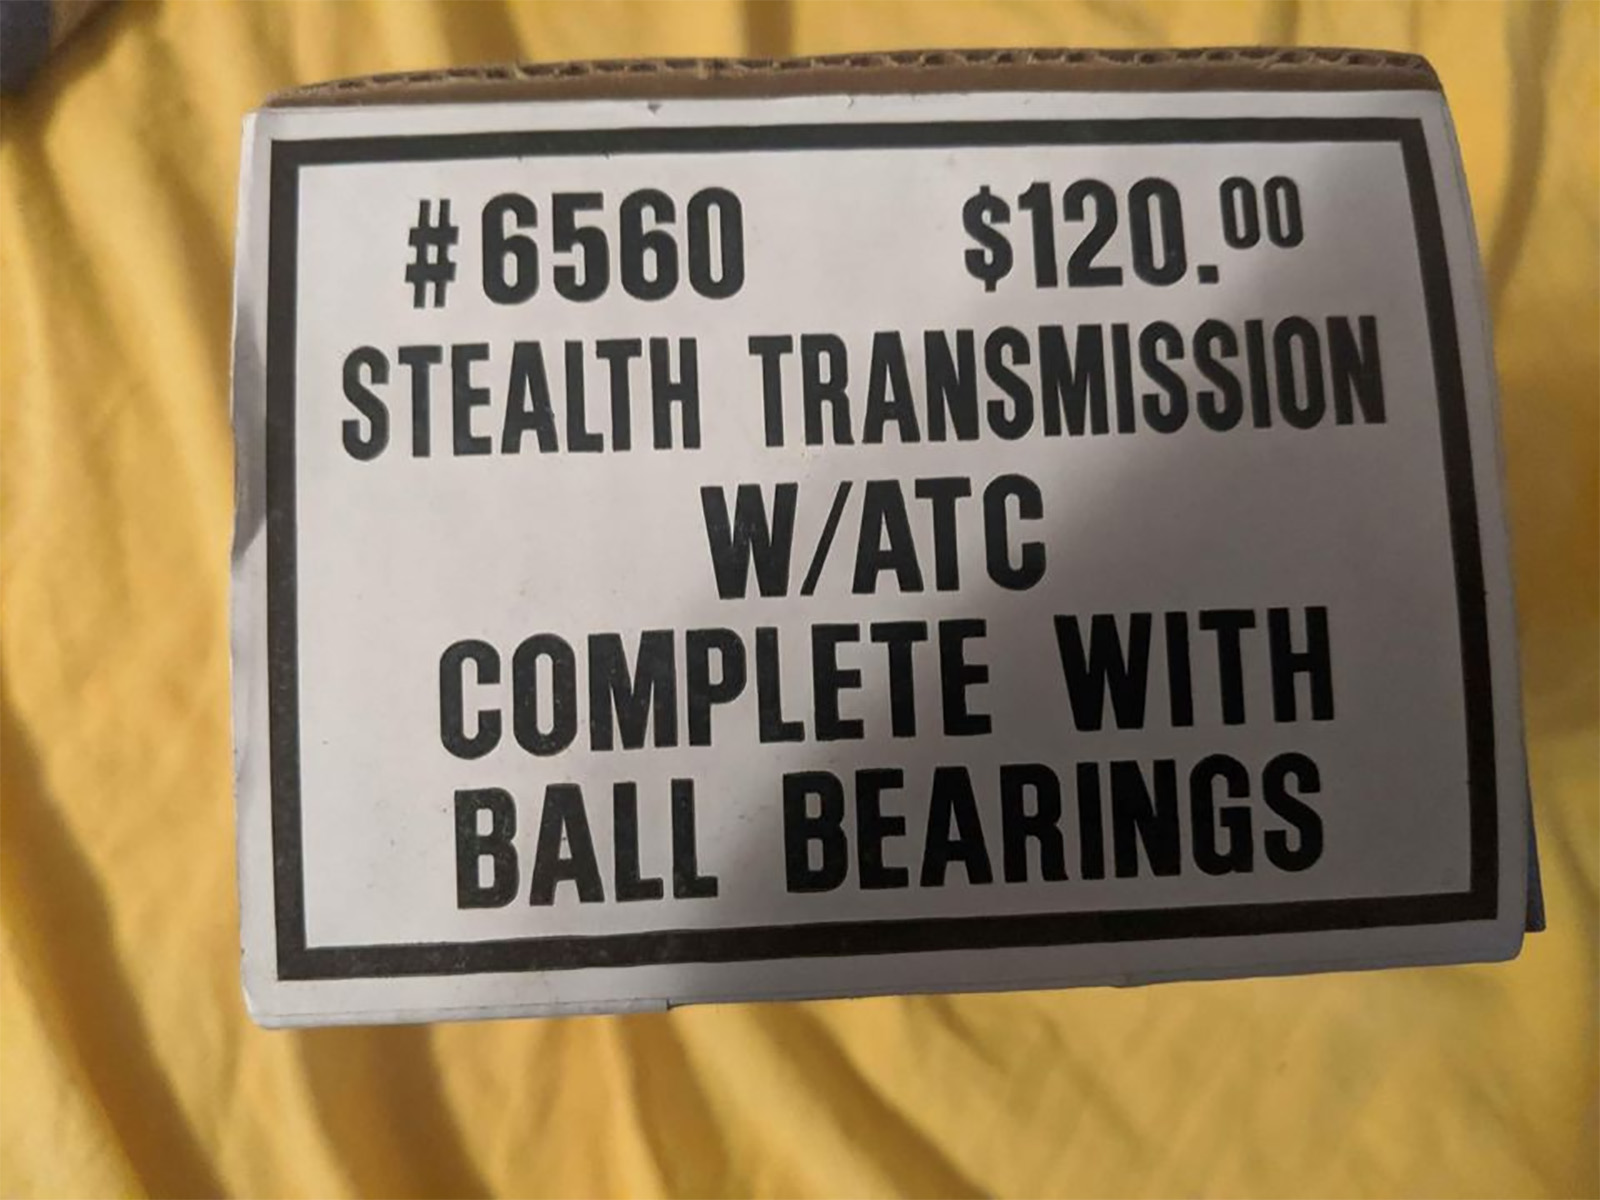 #6560 $120.00
STEALTH TRANSMISSION
W/ATC
COMPLETE WITH
BALL BEARINGS